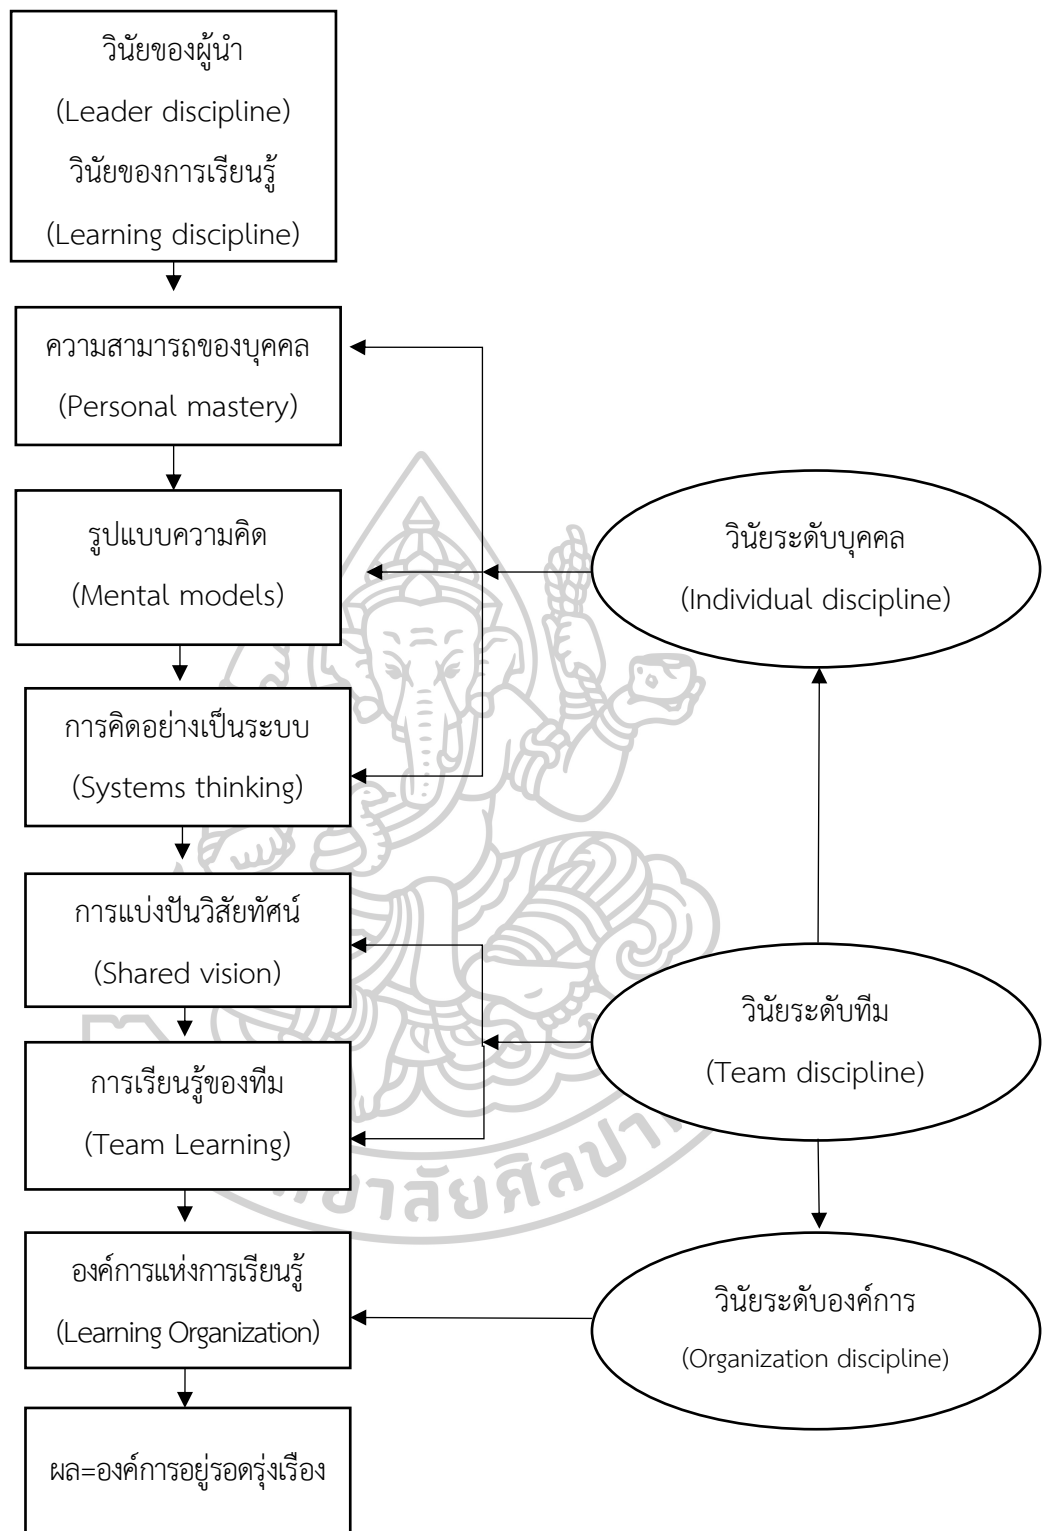 วินัยของผู้นำ
(Leader discipline)
วินัยของการเรียนรู้
(Learning discipline)
ความสามารถของบุคคล
(Personal mastery)
รูปแบบความคิด
(Mental models)
วินัยระดับบุคคล
(Individual discipline)
การคิดอย่างเป็นระบบ
(Systems thinking)
การแบ่งปันวิสัยทัศน์
(Shared vision)
วินัยระดับทีม
(Team discipline)
การเรียนรู้ของทีม
(Team Learning)
องค์การแห่งการเรียนรู้
(Learning Organization)
วินัยระดับองค์การ
(Organization discipline)
ผล=องค์การอยู่รอดรุ่งเรือง